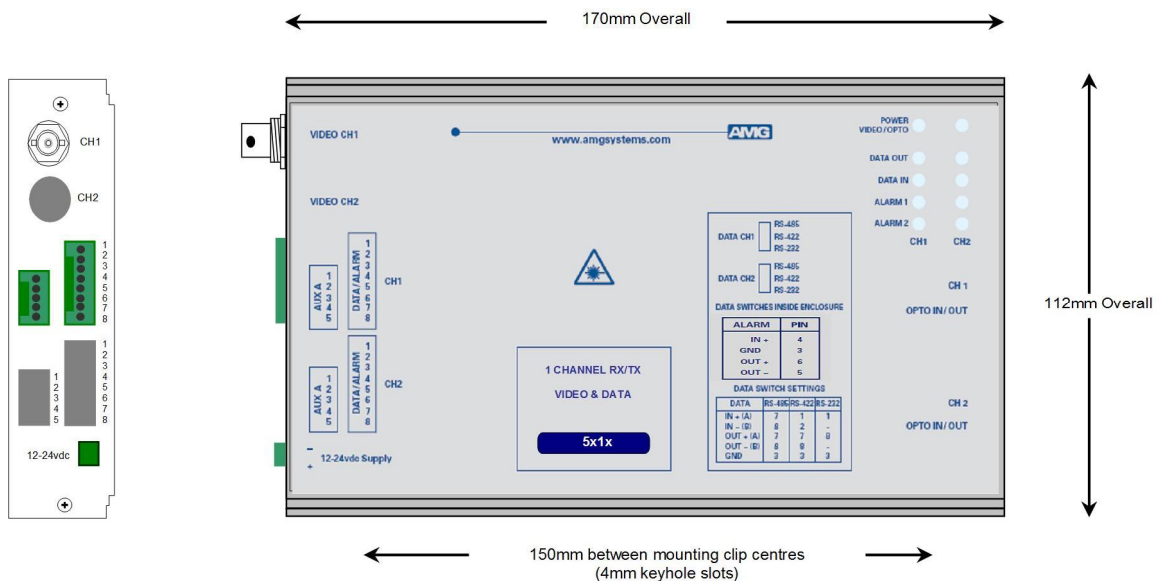 170mm Overall
CH1
CH2
1
2
3
4
5
6
7
8
1
2
3
4
5
1
2
3
4
5
6
7
8
12-24vdc
VIDEO CH1
www.amgsystems.com
AMG
VIDEO CH2
AUX A 1 2 3 4 5
DATA/ALARM 1 2 3 4 5 6 7 8
CH1
AUX A 1 2 3 4 5
DATA/ALARM 1 2 3 4 5 6 7 8
CH2
−
+
12-24vdc Supply
1 CHANNEL RX/TX
VIDEO & DATA
5x1x
POWER
VIDEO/OPTO
DATA OUT
DATA IN
ALARM 1
ALARM 2
CH1 CH2
DATA CH1
RS-485
RS-422
RS-232
DATA CH2
RS-485
RS-422
RS-232
DATA SWITCHES INSIDE ENCLOSURE
ALARM PIN
IN + 4
GND 3
OUT + 6
OUT − 5
DATA SWITCH SETTINGS
DATA RS-485 RS-422 RS-232
IN + (A) 7 1 1
IN − (B) 8 2 -
OUT + (A) 7 7 8
OUT − (B) 8 8 -
GND 3 3 3
CH 1
OPTO IN/OUT
CH 2
OPTO IN/OUT
112mm Overall
150mm between mounting clip centres
(4mm keyhole slots)